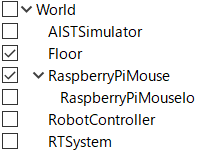 World
AISTSimulator
Floor
RaspberryPiMouse
RaspberryPiMouseIo
RobotController
RTSystem